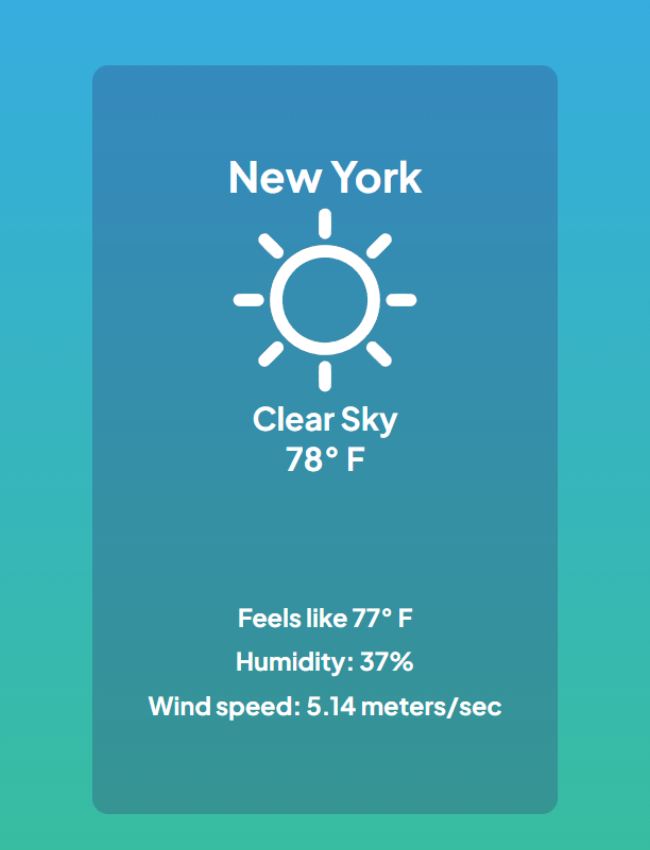 New York
Clear Sky
78° F
Feels like 77° F
Humidity: 37%
Wind speed: 5.14 meters/sec